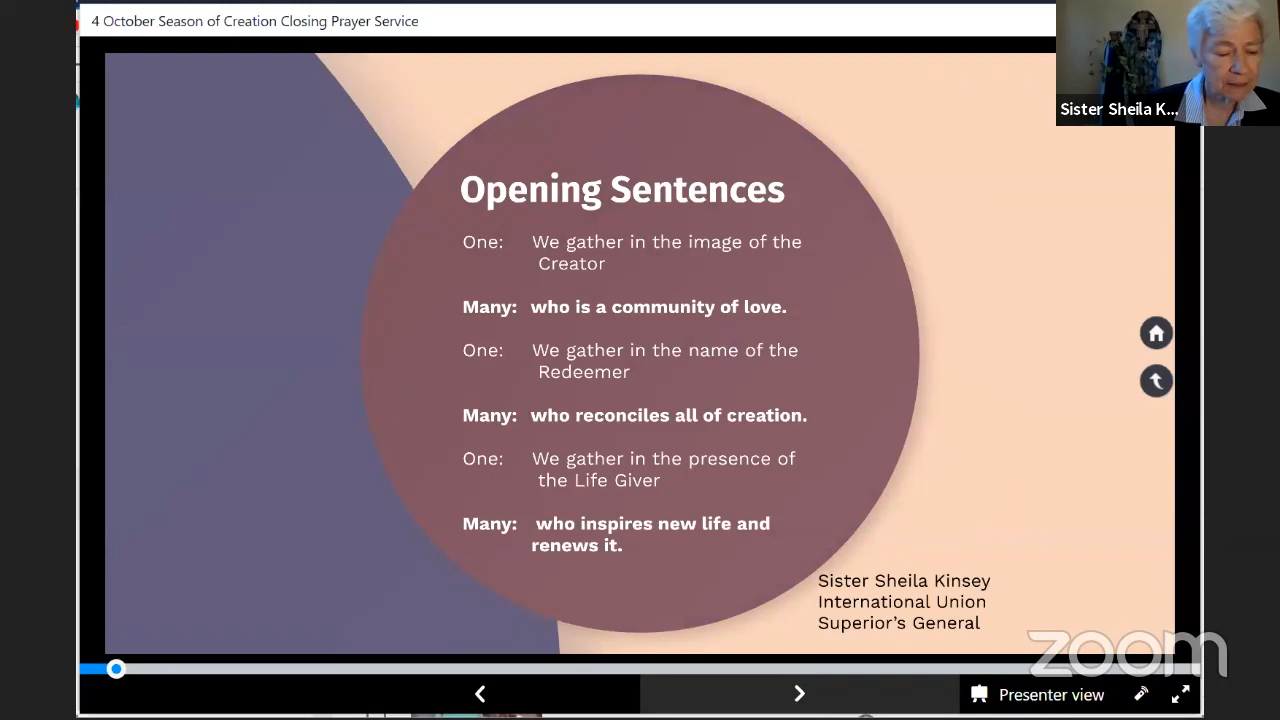 4 October Season of Creation Closing Prayer Service
Sister Sheila K...
Opening Sentences
One: We gather in the image of the
Creator
Many: who is a community of love.
One: We gather in the name of the
Redeemer
Many: who reconciles all of creation.
One: We gather in the presence of
the Life Giver
Many: who inspires new life and
renews it.
Sister Sheila Kinsey
International Union
Superior's General
zoom
Presenter view